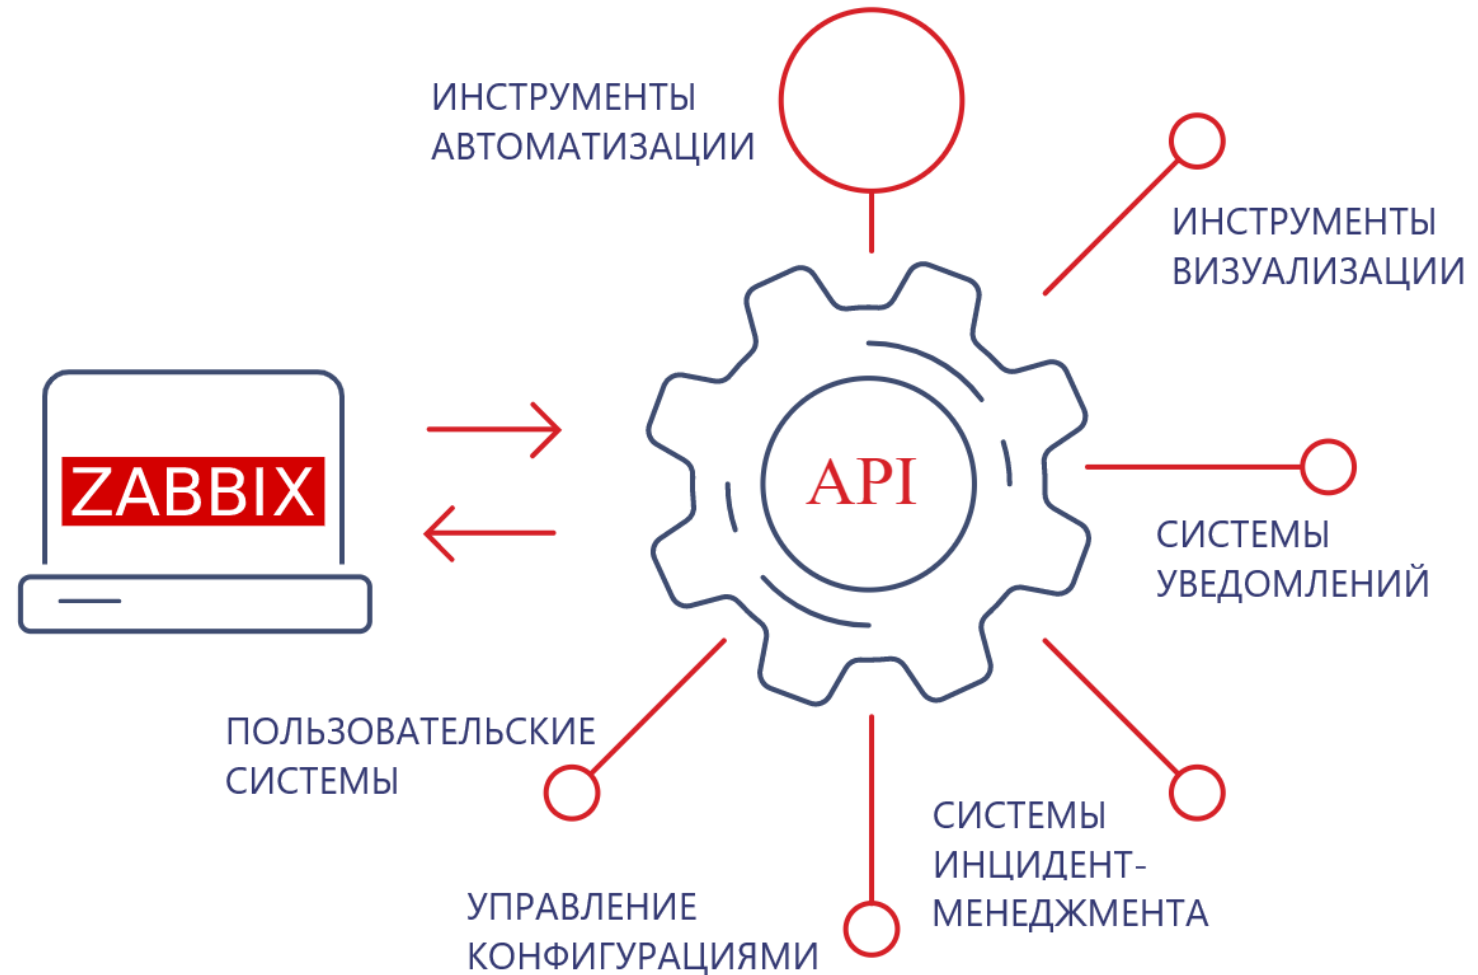 ИНСТРУМЕНТЫ
АВТОМАТИЗАЦИИ
ИНСТРУМЕНТЫ
ВИЗУАЛИЗАЦИИ
ZABBIX
API
СИСТЕМЫ
УВЕДОМЛЕНИЙ
ПОЛЬЗОВАТЕЛЬСКИЕ
СИСТЕМЫ
СИСТЕМЫ
ИНЦИДЕНТ-
МЕНЕДЖМЕНТА
УПРАВЛЕНИЕ
КОНФИГУРАЦИЯМИ